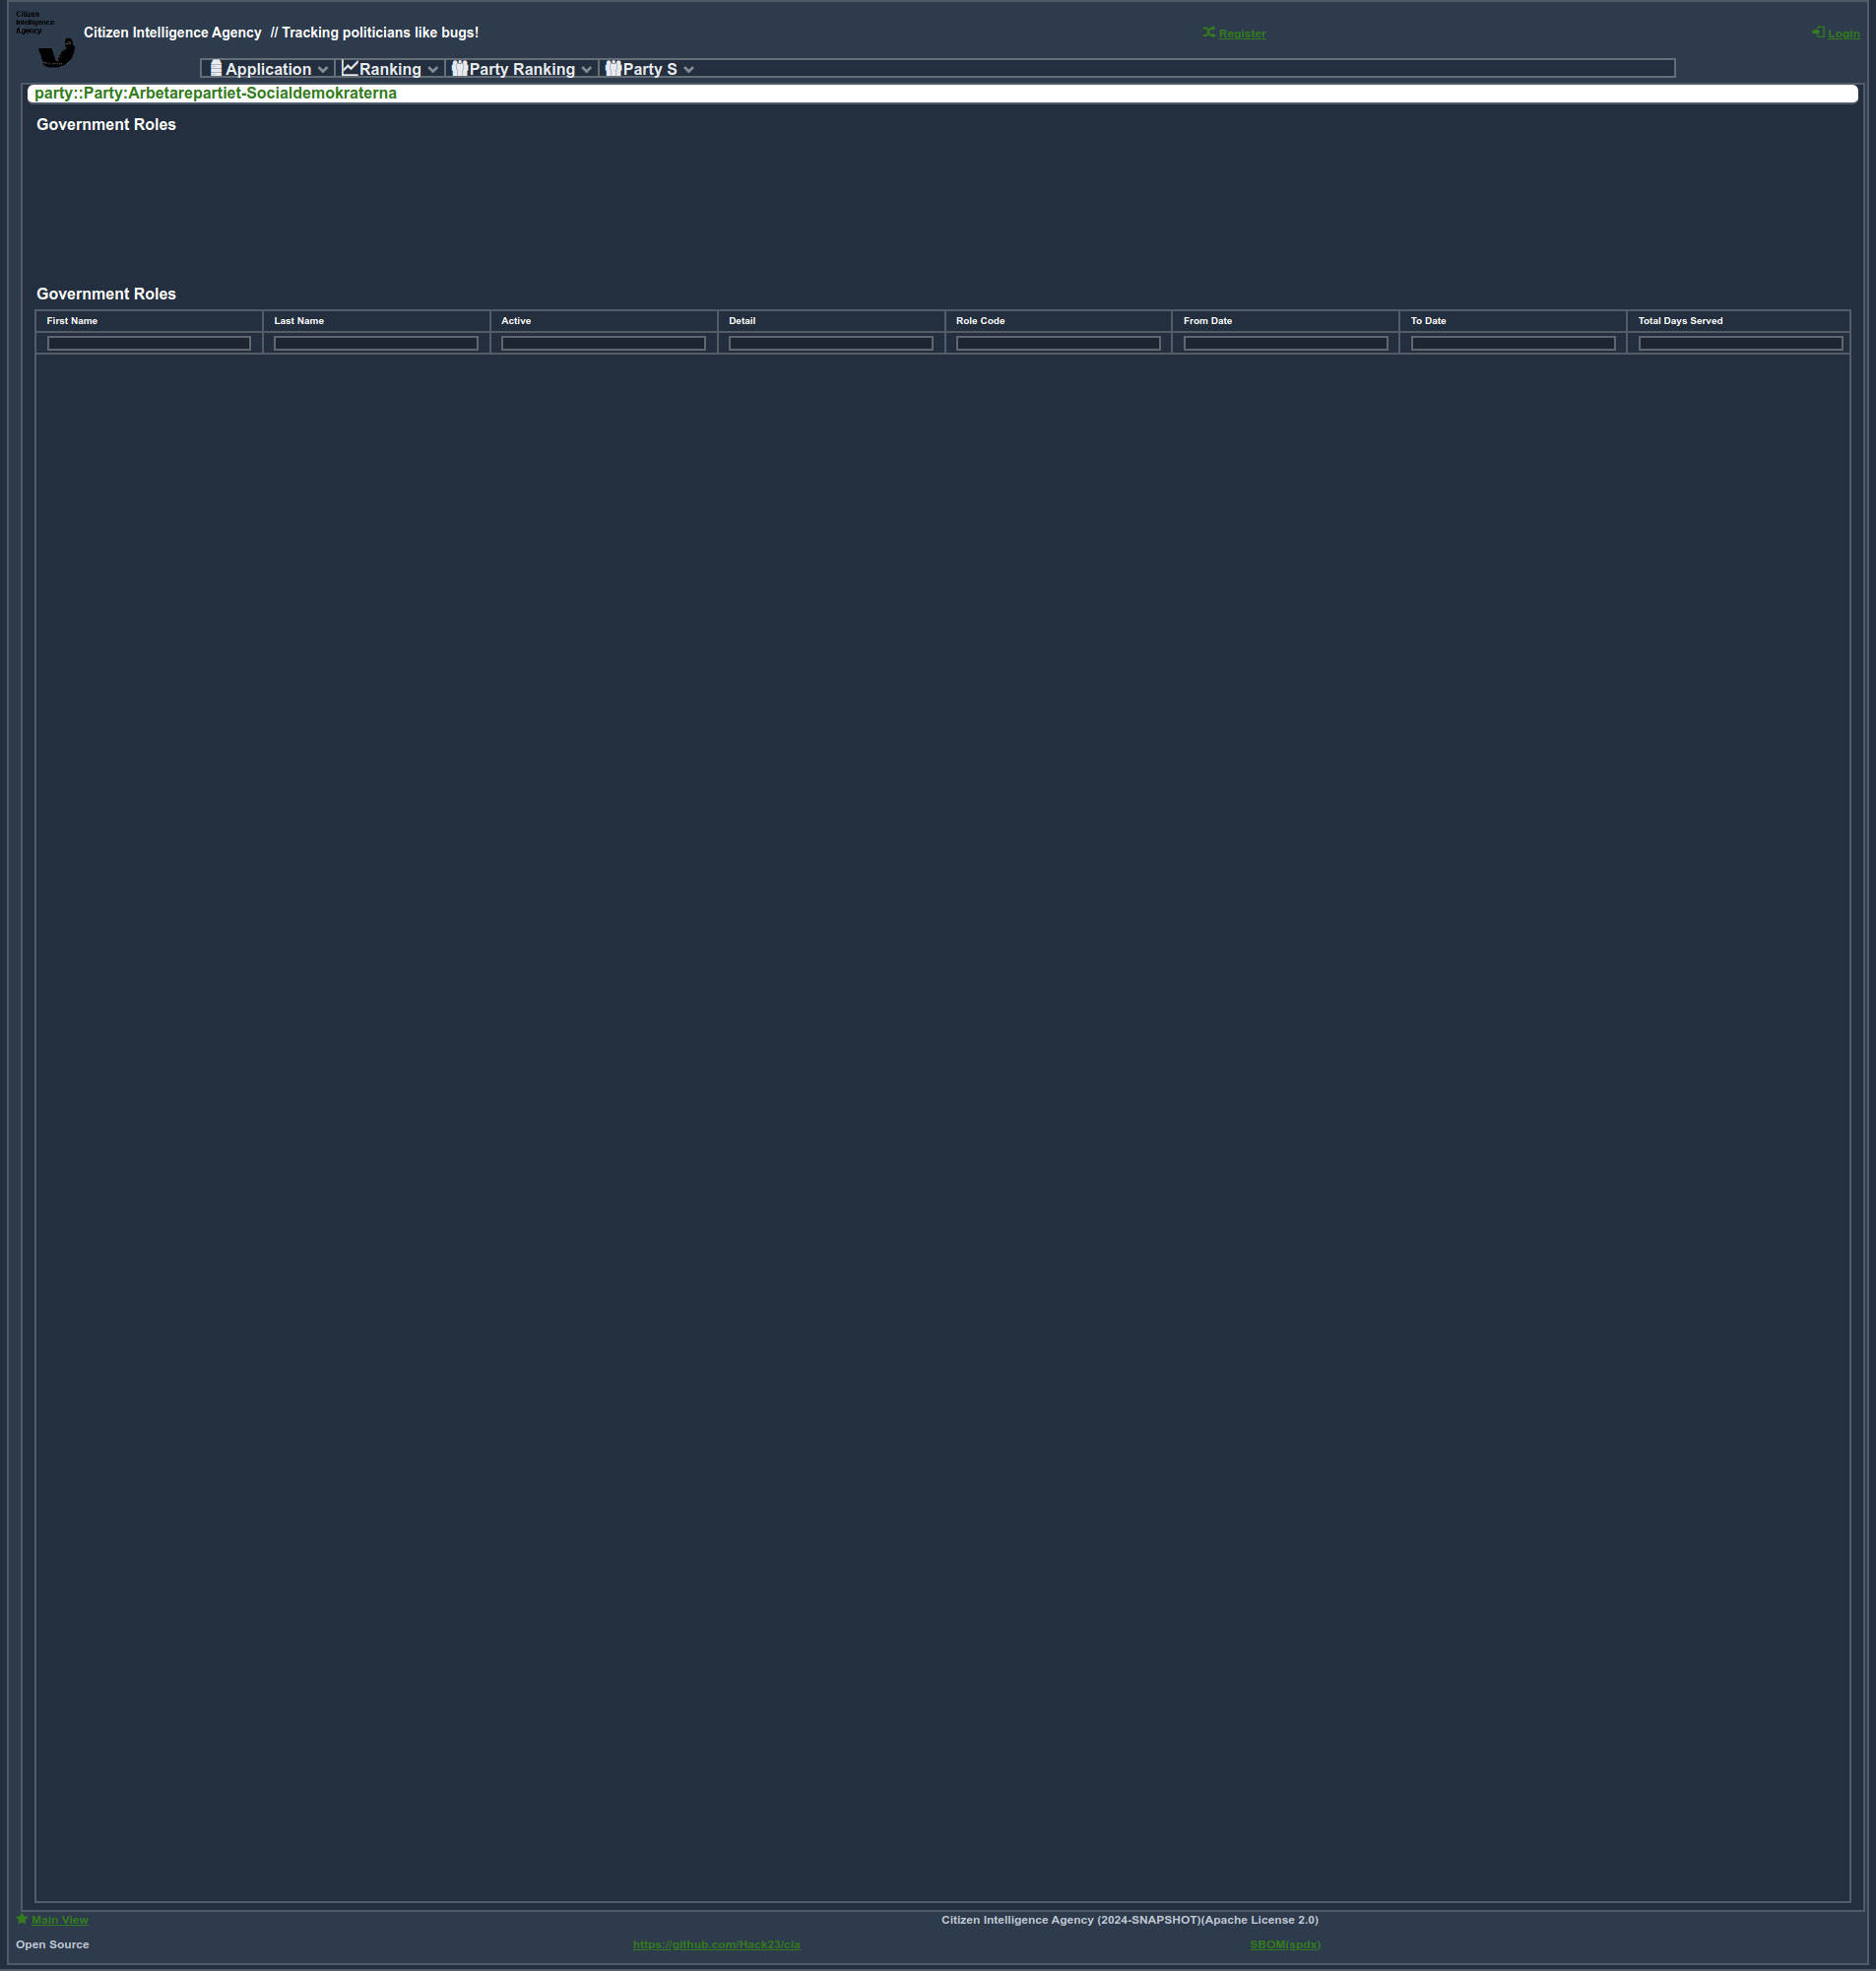 Citizen
Intelligence
Agency
Citizen Intelligence Agency // Tracking politicians like bugs!
Register
Login
Application
Ranking
Party Ranking
Party S
party::Party:Arbetarepartiet-Socialdemokraterna
Government Roles
Government Roles
First Name Last Name Active Detail Role Code From Date To Date Total Days Served
Main View
Citizen Intelligence Agency (2024-SNAPSHOT)(Apache License 2.0)
Open Source
https://github.com/Hack23/cia
SBOM(spdx)